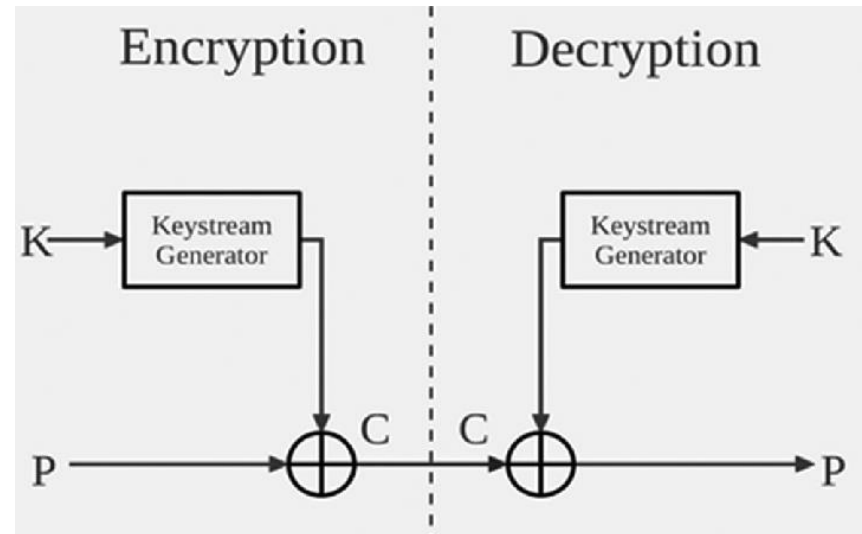 Encryption
Decryption
K
Keystream
Generator
Keystream
Generator
K
C
C
P
P